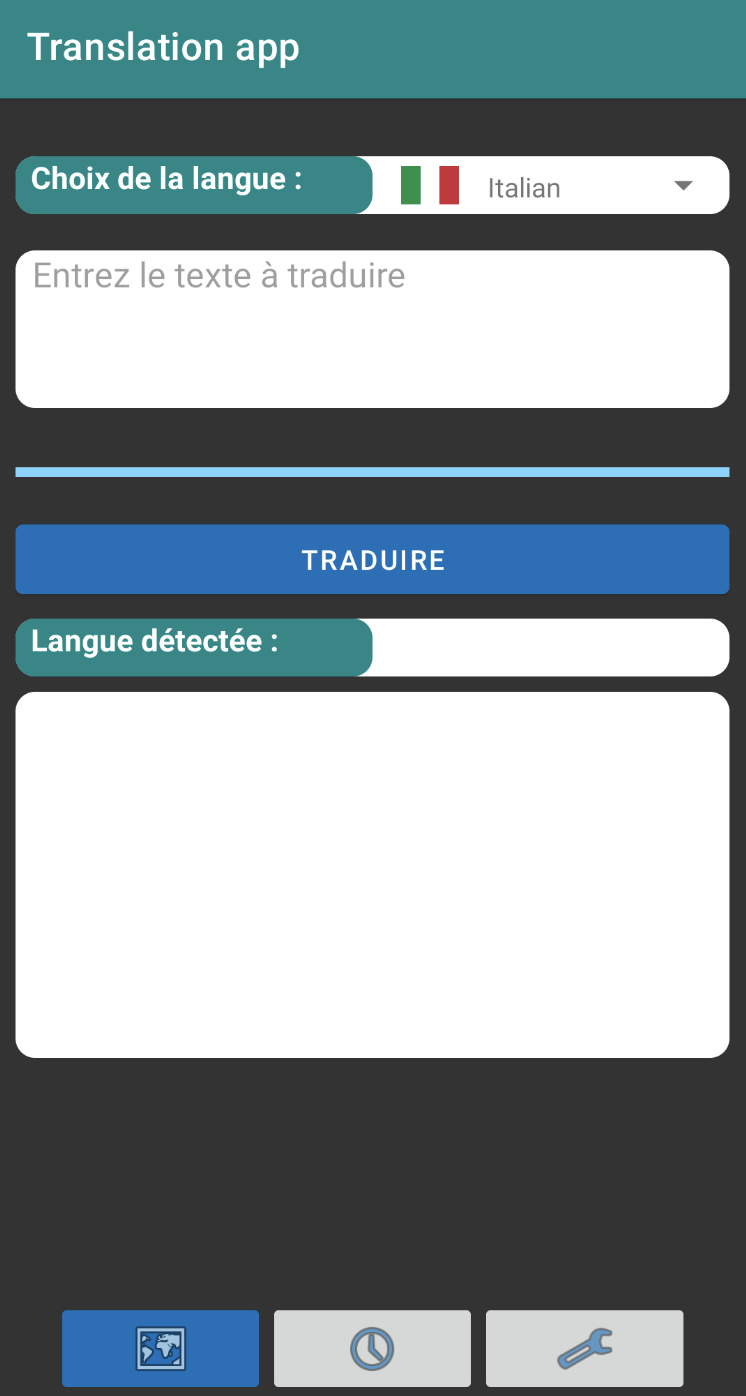 Translation app
Choix de la langue :
Italian
Entrez le texte à traduire
TRADUIRE
Langue détectée :